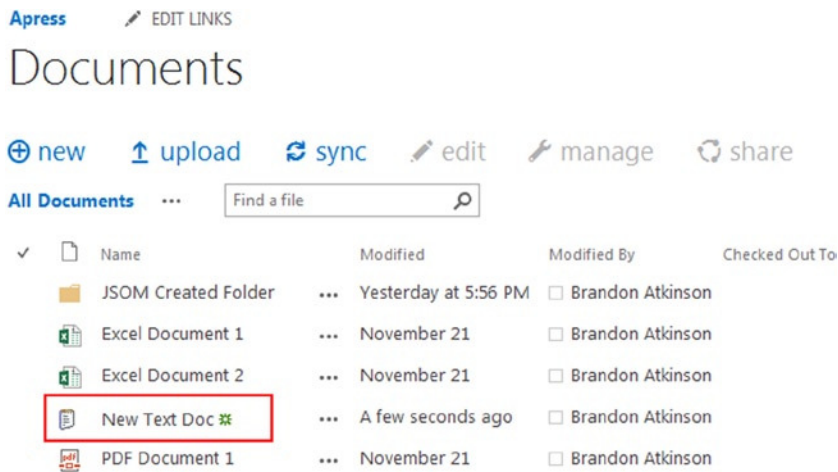 Apress EDIT LINKS
Documents
new upload sync edit manage share
All Documents ... Find a file
Name Modified Modified By Checked Out To
JSOM Created Folder ... Yesterday at 5:56 PM Brandon Atkinson
Excel Document 1 ... November 21 Brandon Atkinson
Excel Document 2 ... November 21 Brandon Atkinson
New Text Doc ... A few seconds ago Brandon Atkinson
PDF Document 1 ... November 21 Brandon Atkinson